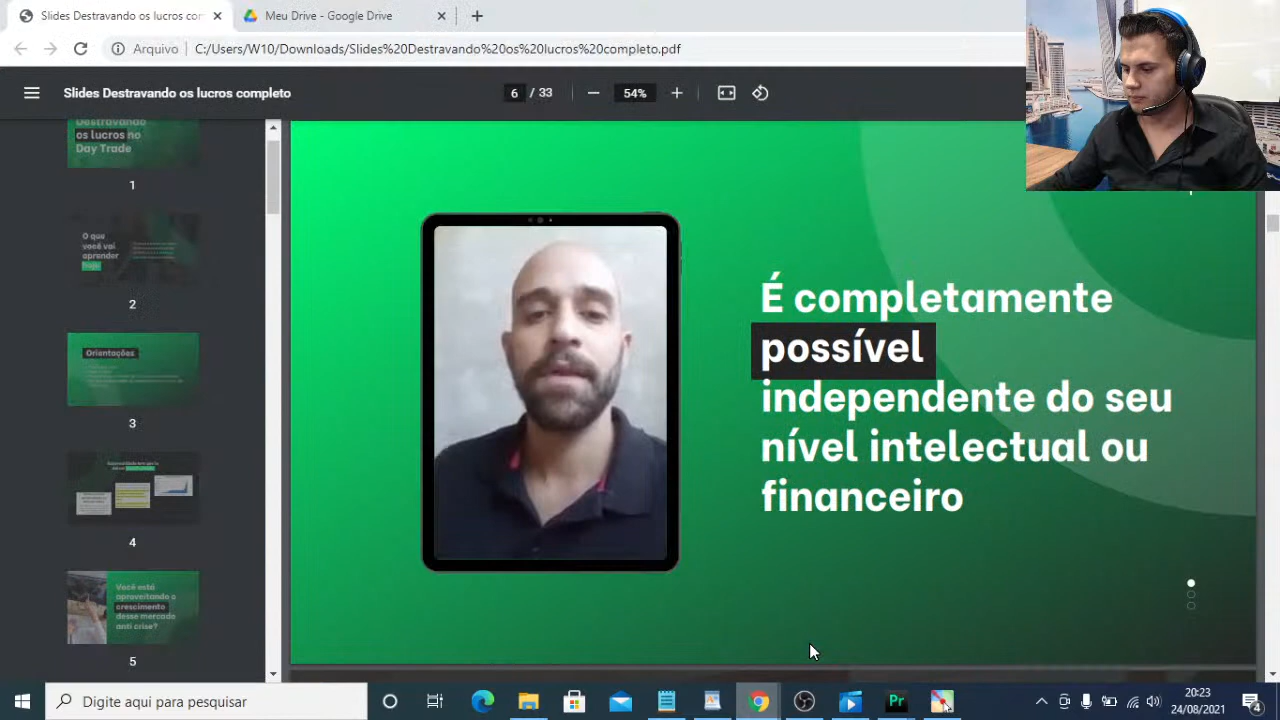 Slides Destravando os lucros com
Meu Drive - Google Drive
Arquivo
C:/Users/W10/Downloads/Slides%20Destravando%20os%20lucros%20completo.pdf
Slides Destravando os lucros completo
6 / 33
54%
Destravando
os lucros no
Day Trade
1
O que
você vai
aprender
2
Orientações
3
4
Você está
aproveitando o
crescimento
desse mercado
anti crise?
5
É completamente
possível
independente do seu
nível intelectual ou
financeiro
Digite aqui para pesquisar
Pr
20:23
24/08/2021
4